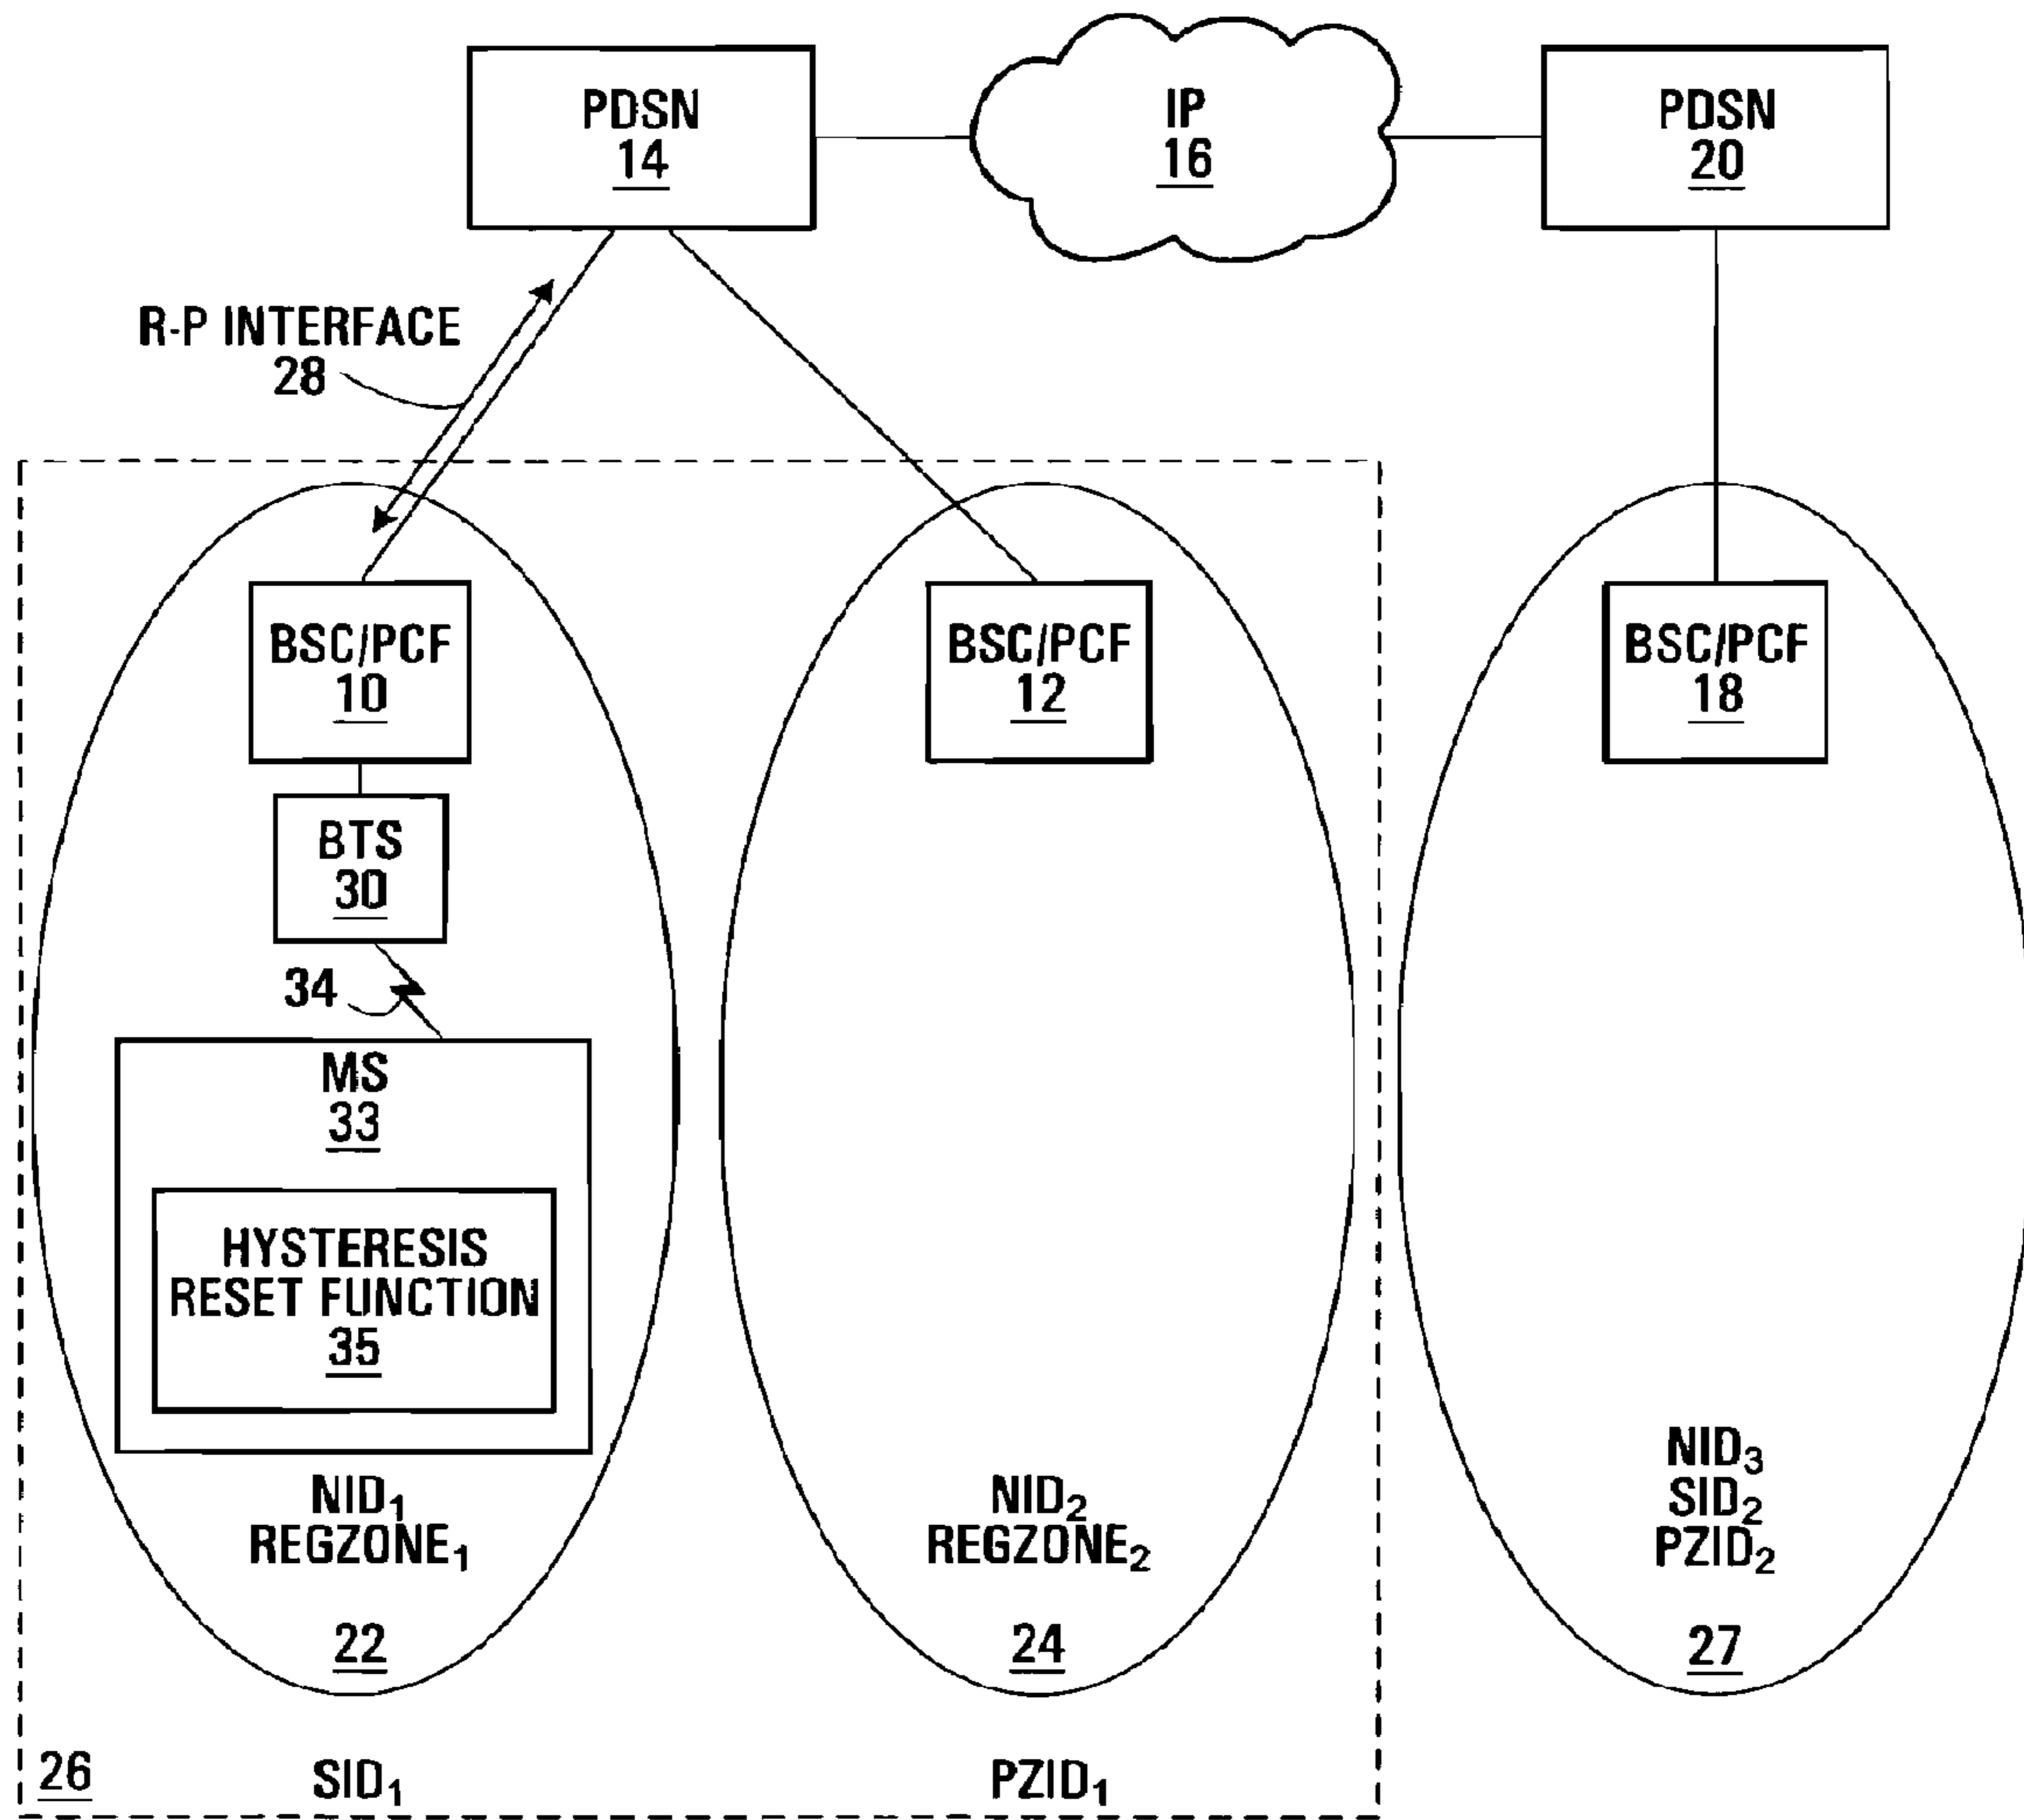 PDSN
14
IP
16
PDSN
20
R-P INTERFACE
28
BSC/PCF
10
BSC/PCF
12
BSC/PCF
18
BTS
30
34
MS
33
HYSTERESIS
RESET FUNCTION
35
NID₁
REGZONE₁
22
NID₂
REGZONE₂
24
NID₃
SID₂
PZID₂
27
26
SID₁
PZID₁